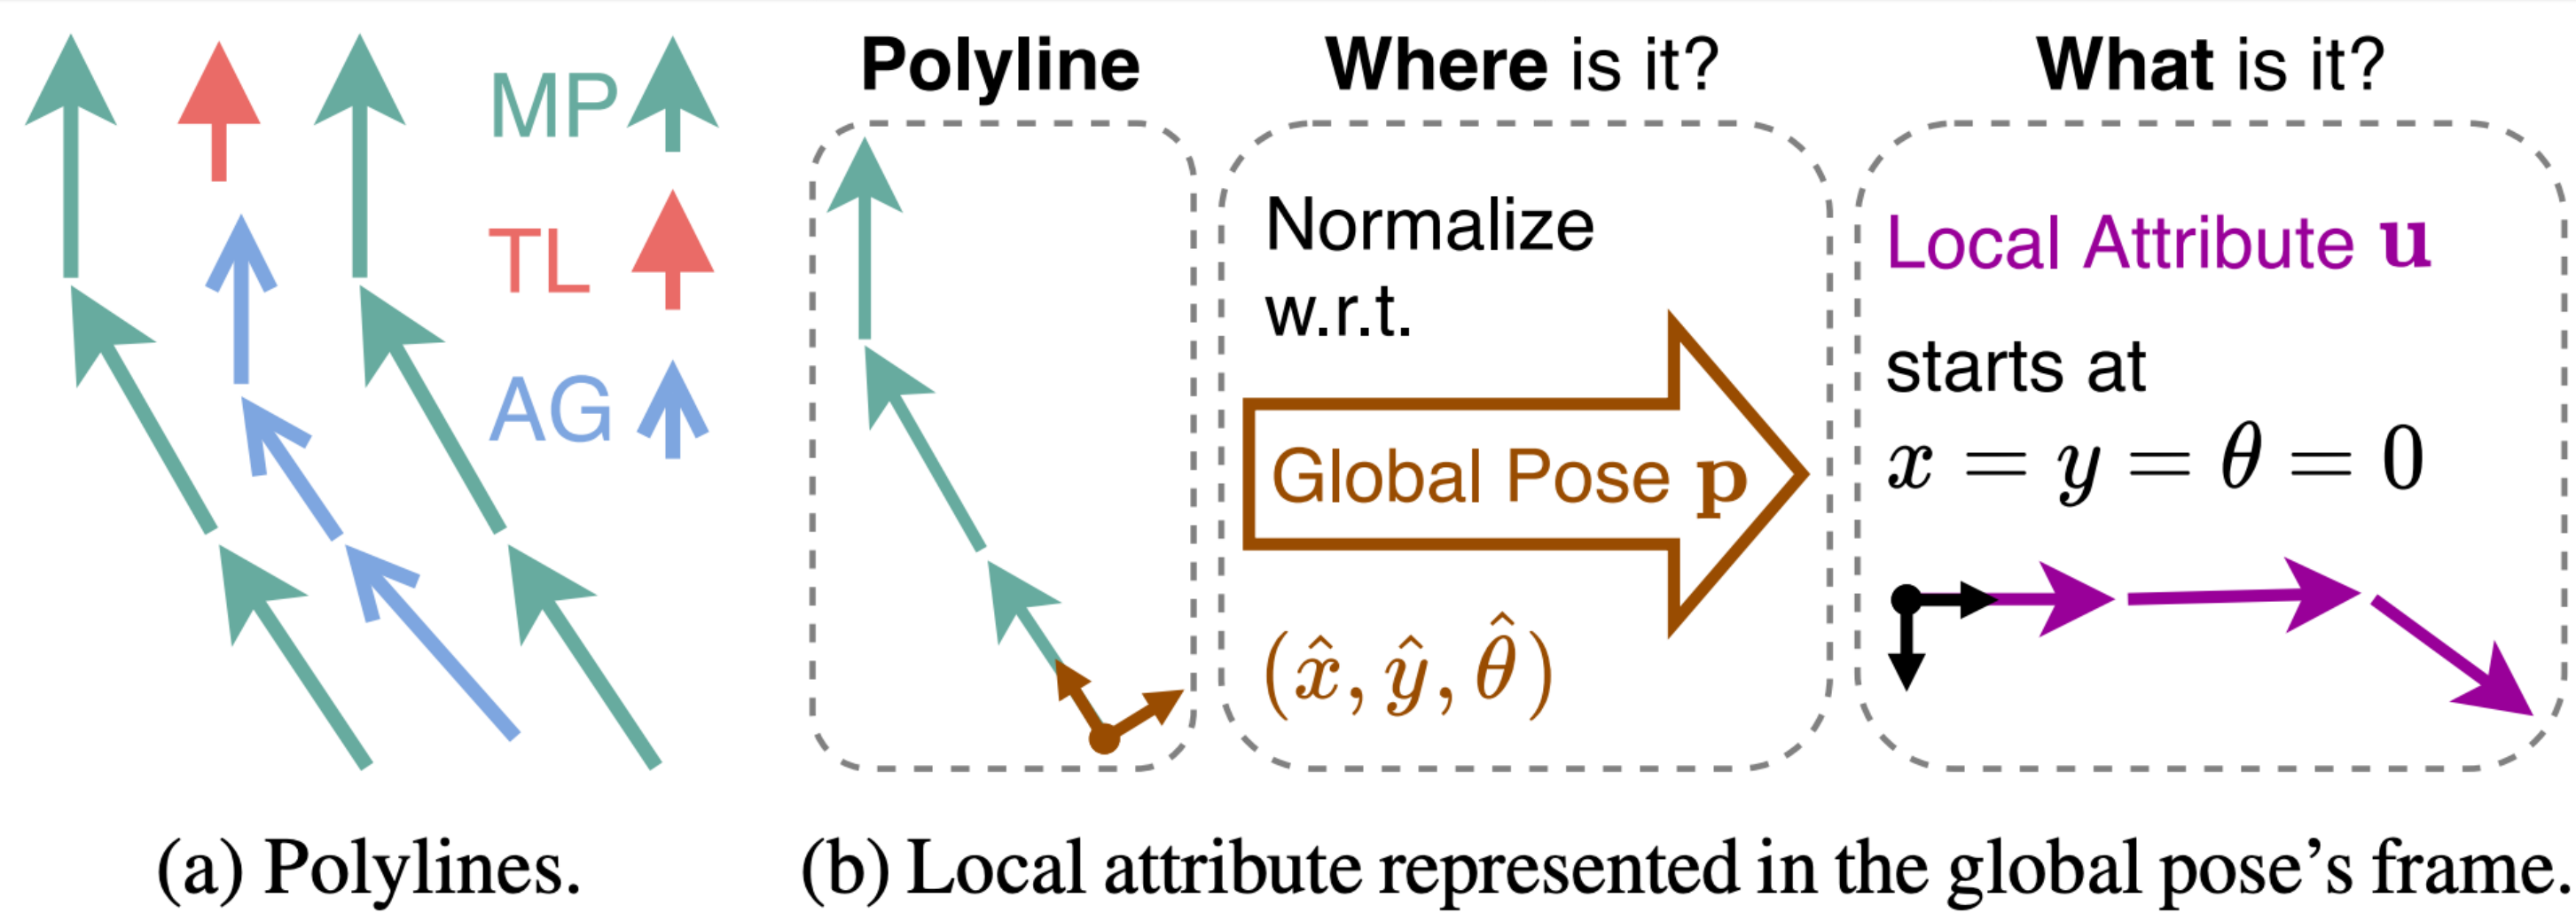 MP
TL
AG
(a) Polylines.
Polyline
Where is it?
Normalize
w.r.t.
Global Pose p
(x̂, ŷ, θ̂)
What is it?
Local Attribute u
starts at
x = y = θ = 0
(b) Local attribute represented in the global pose’s frame.